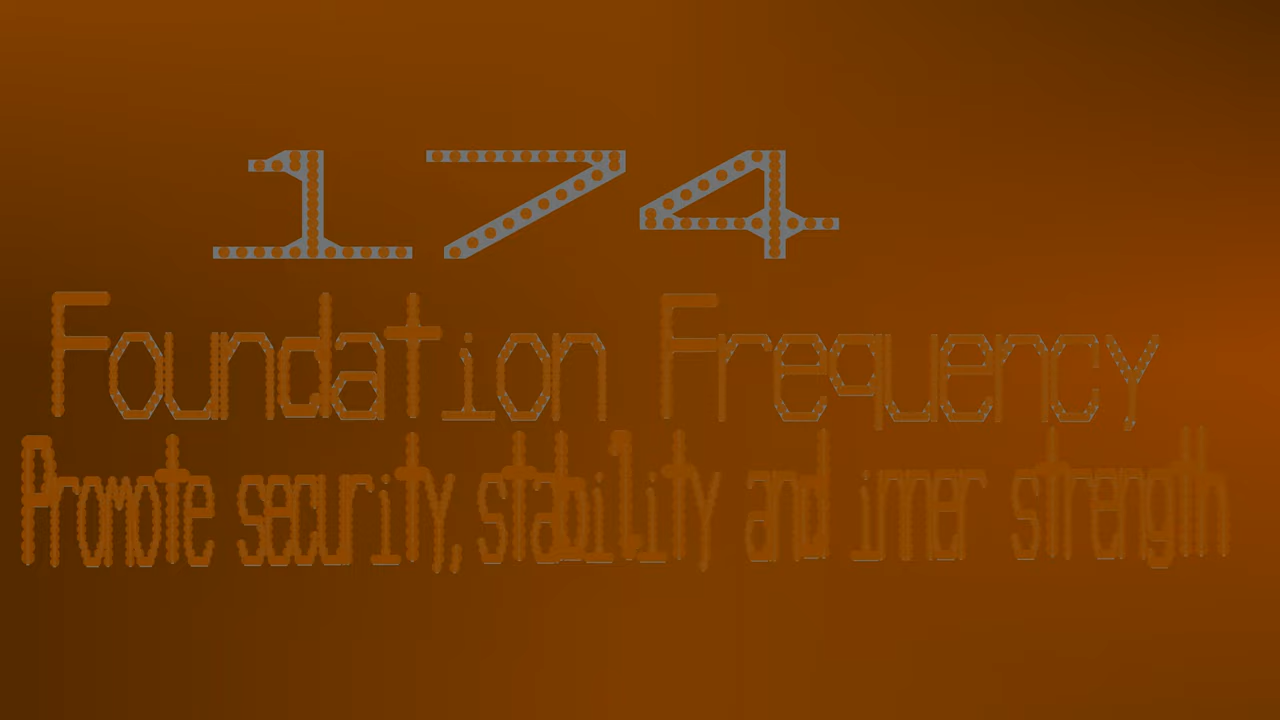 174
Foundation Frequency
Promote security, stability and inner strength